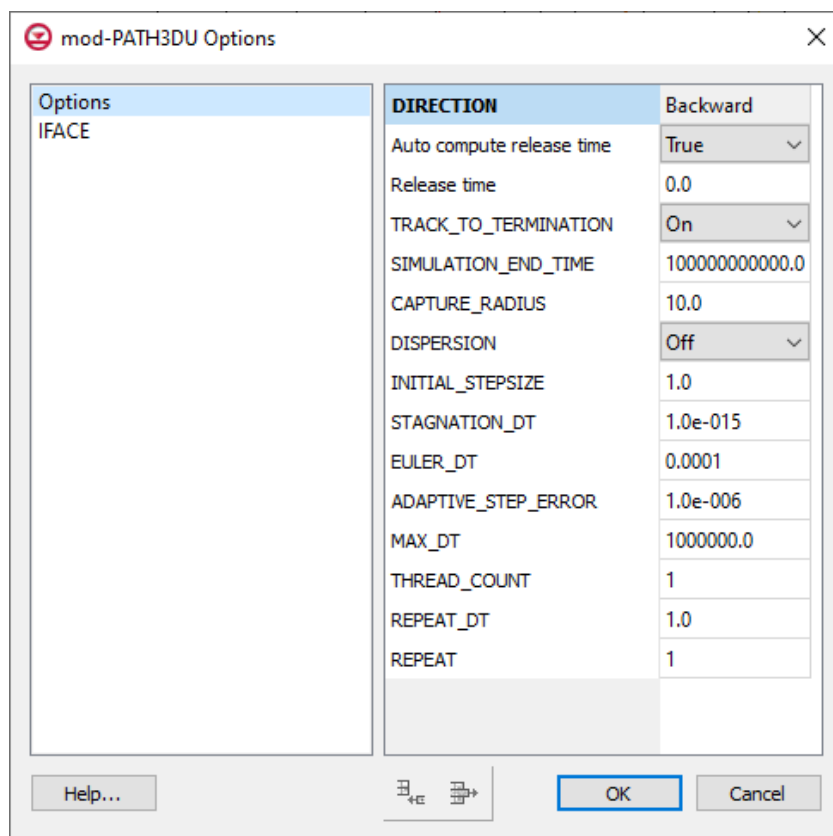 mod-PATH3DU Options
Options
IFACE
DIRECTION Backward
Auto compute release time True
Release time 0.0
TRACK_TO_TERMINATION On
SIMULATION_END_TIME 100000000000.0
CAPTURE_RADIUS 10.0
DISPERSION Off
INITIAL_STEPSIZE 1.0
STAGNATION_DT 1.0e-015
EULER_DT 0.0001
ADAPTIVE_STEP_ERROR 1.0e-006
MAX_DT 1000000.0
THREAD_COUNT 1
REPEAT_DT 1.0
REPEAT 1
Help... OK Cancel